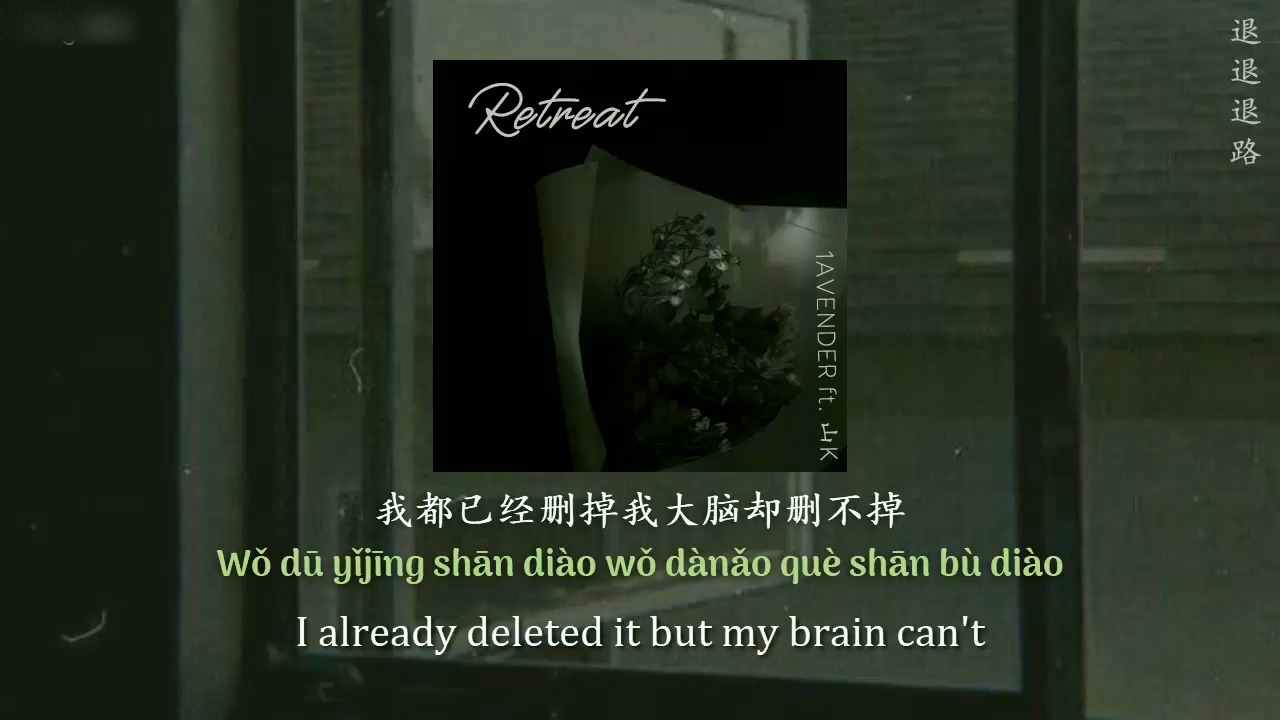 Retreat
退退退路
1AVENDER ft. 山K
我都已经删掉我大脑却删不掉
Wǒ dū yǐjīng shān diào wǒ dànǎo què shān bù diào
I already deleted it but my brain can't